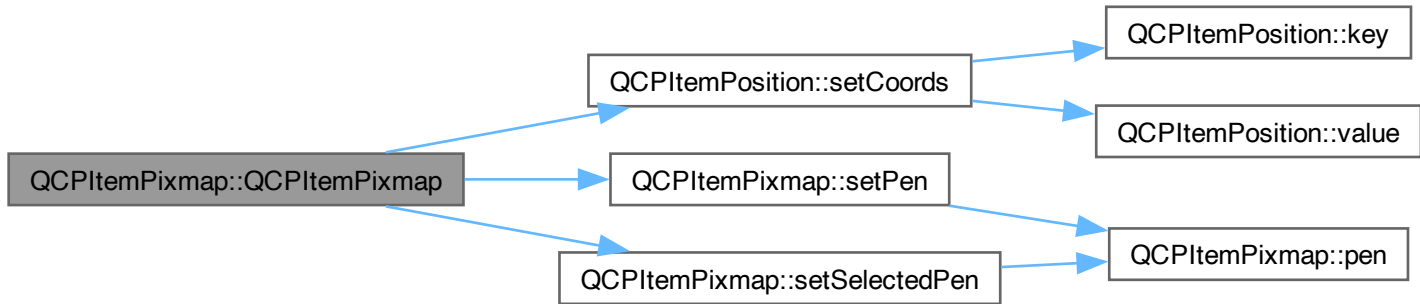 QCPItemPixmap::QCPItemPixmap
QCPItemPosition::setCoords
QCPItemPixmap::setPen
QCPItemPixmap::setSelectedPen
QCPItemPosition::key
QCPItemPosition::value
QCPItemPixmap::pen